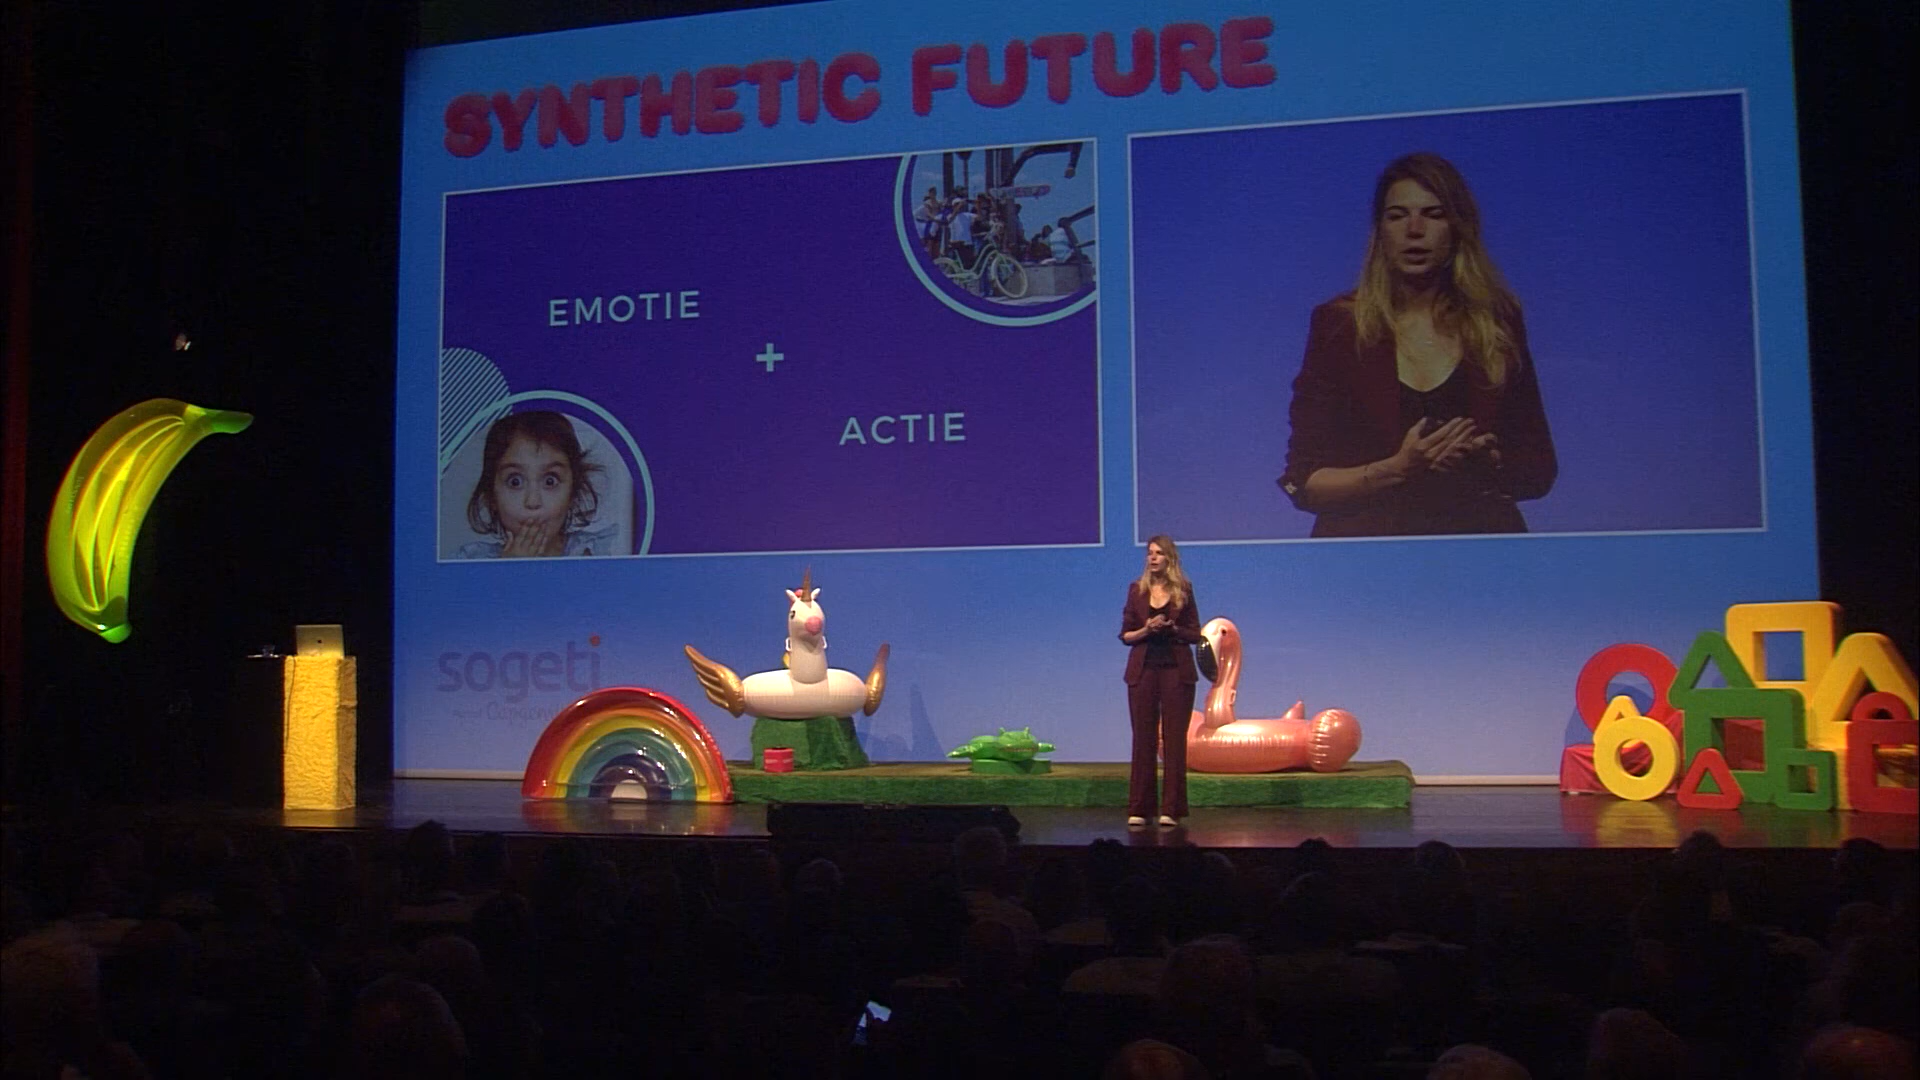 SYNTHETIC FUTURE
EMOTIE
+
ACTIE
sogeti